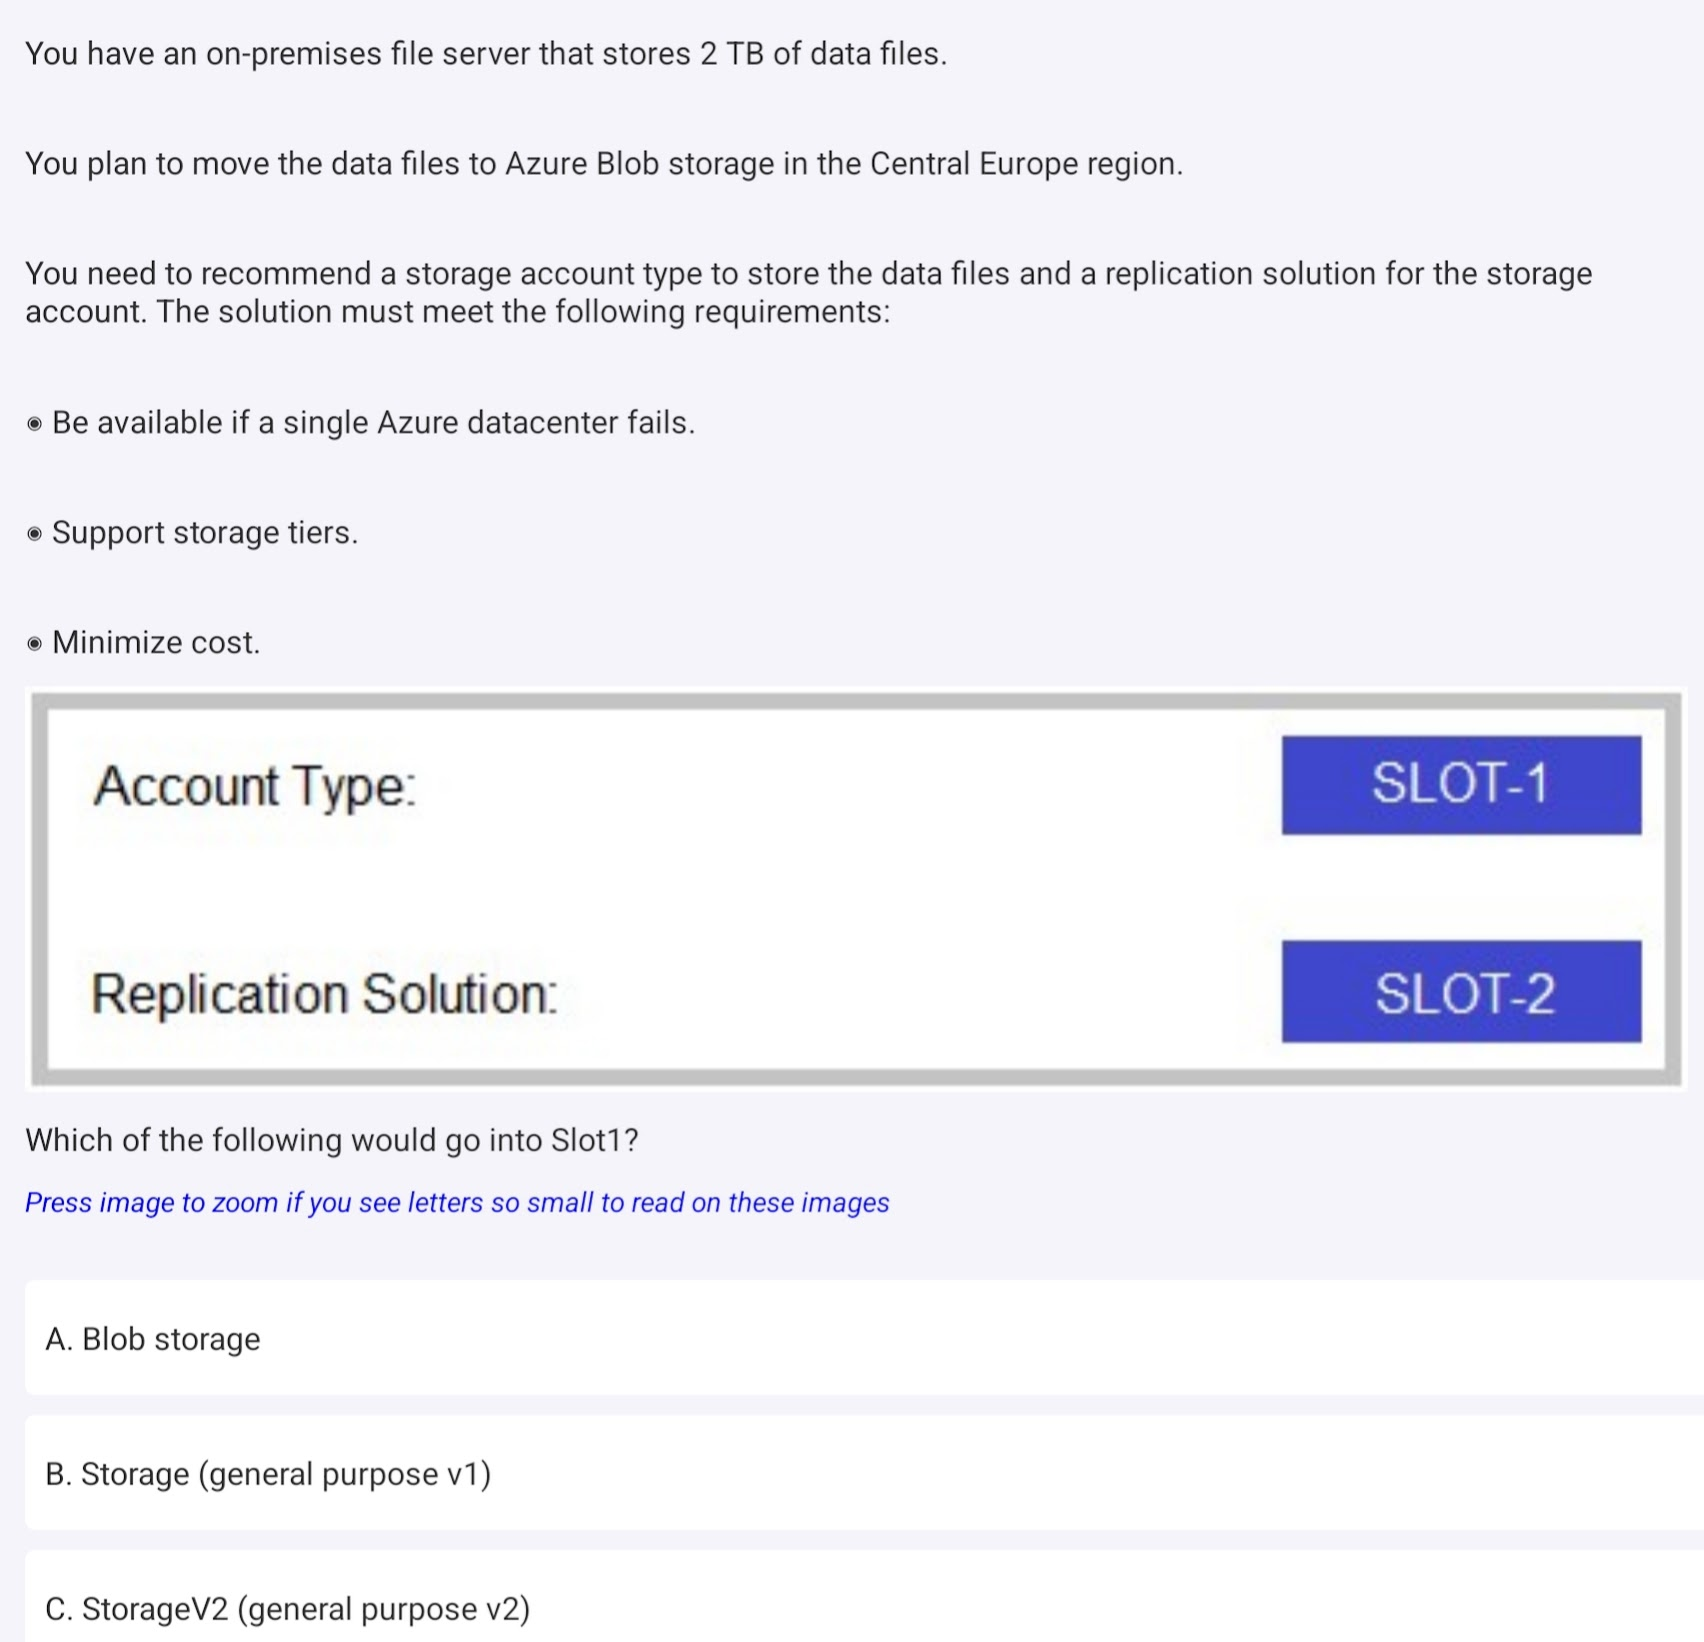 You have an on-premises file server that stores 2 TB of data files.
You plan to move the data files to Azure Blob storage in the Central Europe region.
You need to recommend a storage account type to store the data files and a replication solution for the storage
account. The solution must meet the following requirements:
Be available if a single Azure datacenter fails.
Support storage tiers.
Minimize cost.
Account Type: SLOT-1
Replication Solution: SLOT-2
Which of the following would go into Slot1?
Press image to zoom if you see letters so small to read on these images
A. Blob storage
B. Storage (general purpose v1)
C. StorageV2 (general purpose v2)